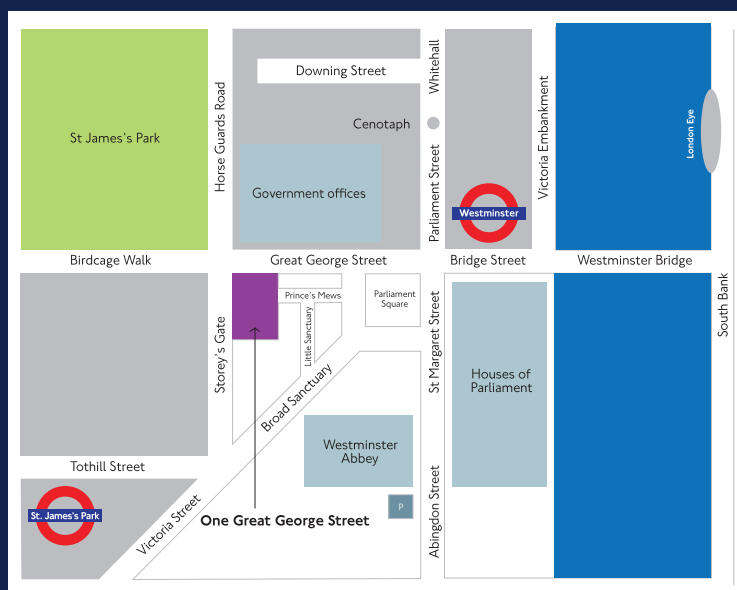 Downing Street
Whitehall
Horse Guards Road
Victoria Embankment
St James's Park
Cenotaph
London Eye
Parliament Street
Government offices
Westminster
Birdcage Walk
Great George Street
Bridge Street
Westminster Bridge
Prince's Mews
Parliament
Square
South Bank
Storey's Gate
Little Sanctuary
St Margaret Street
Broad Sanctuary
Houses of
Parliament
Westminster
Abbey
Tothill Street
P
St. James's Park
Victoria Street
One Great George Street
Abingdon Street